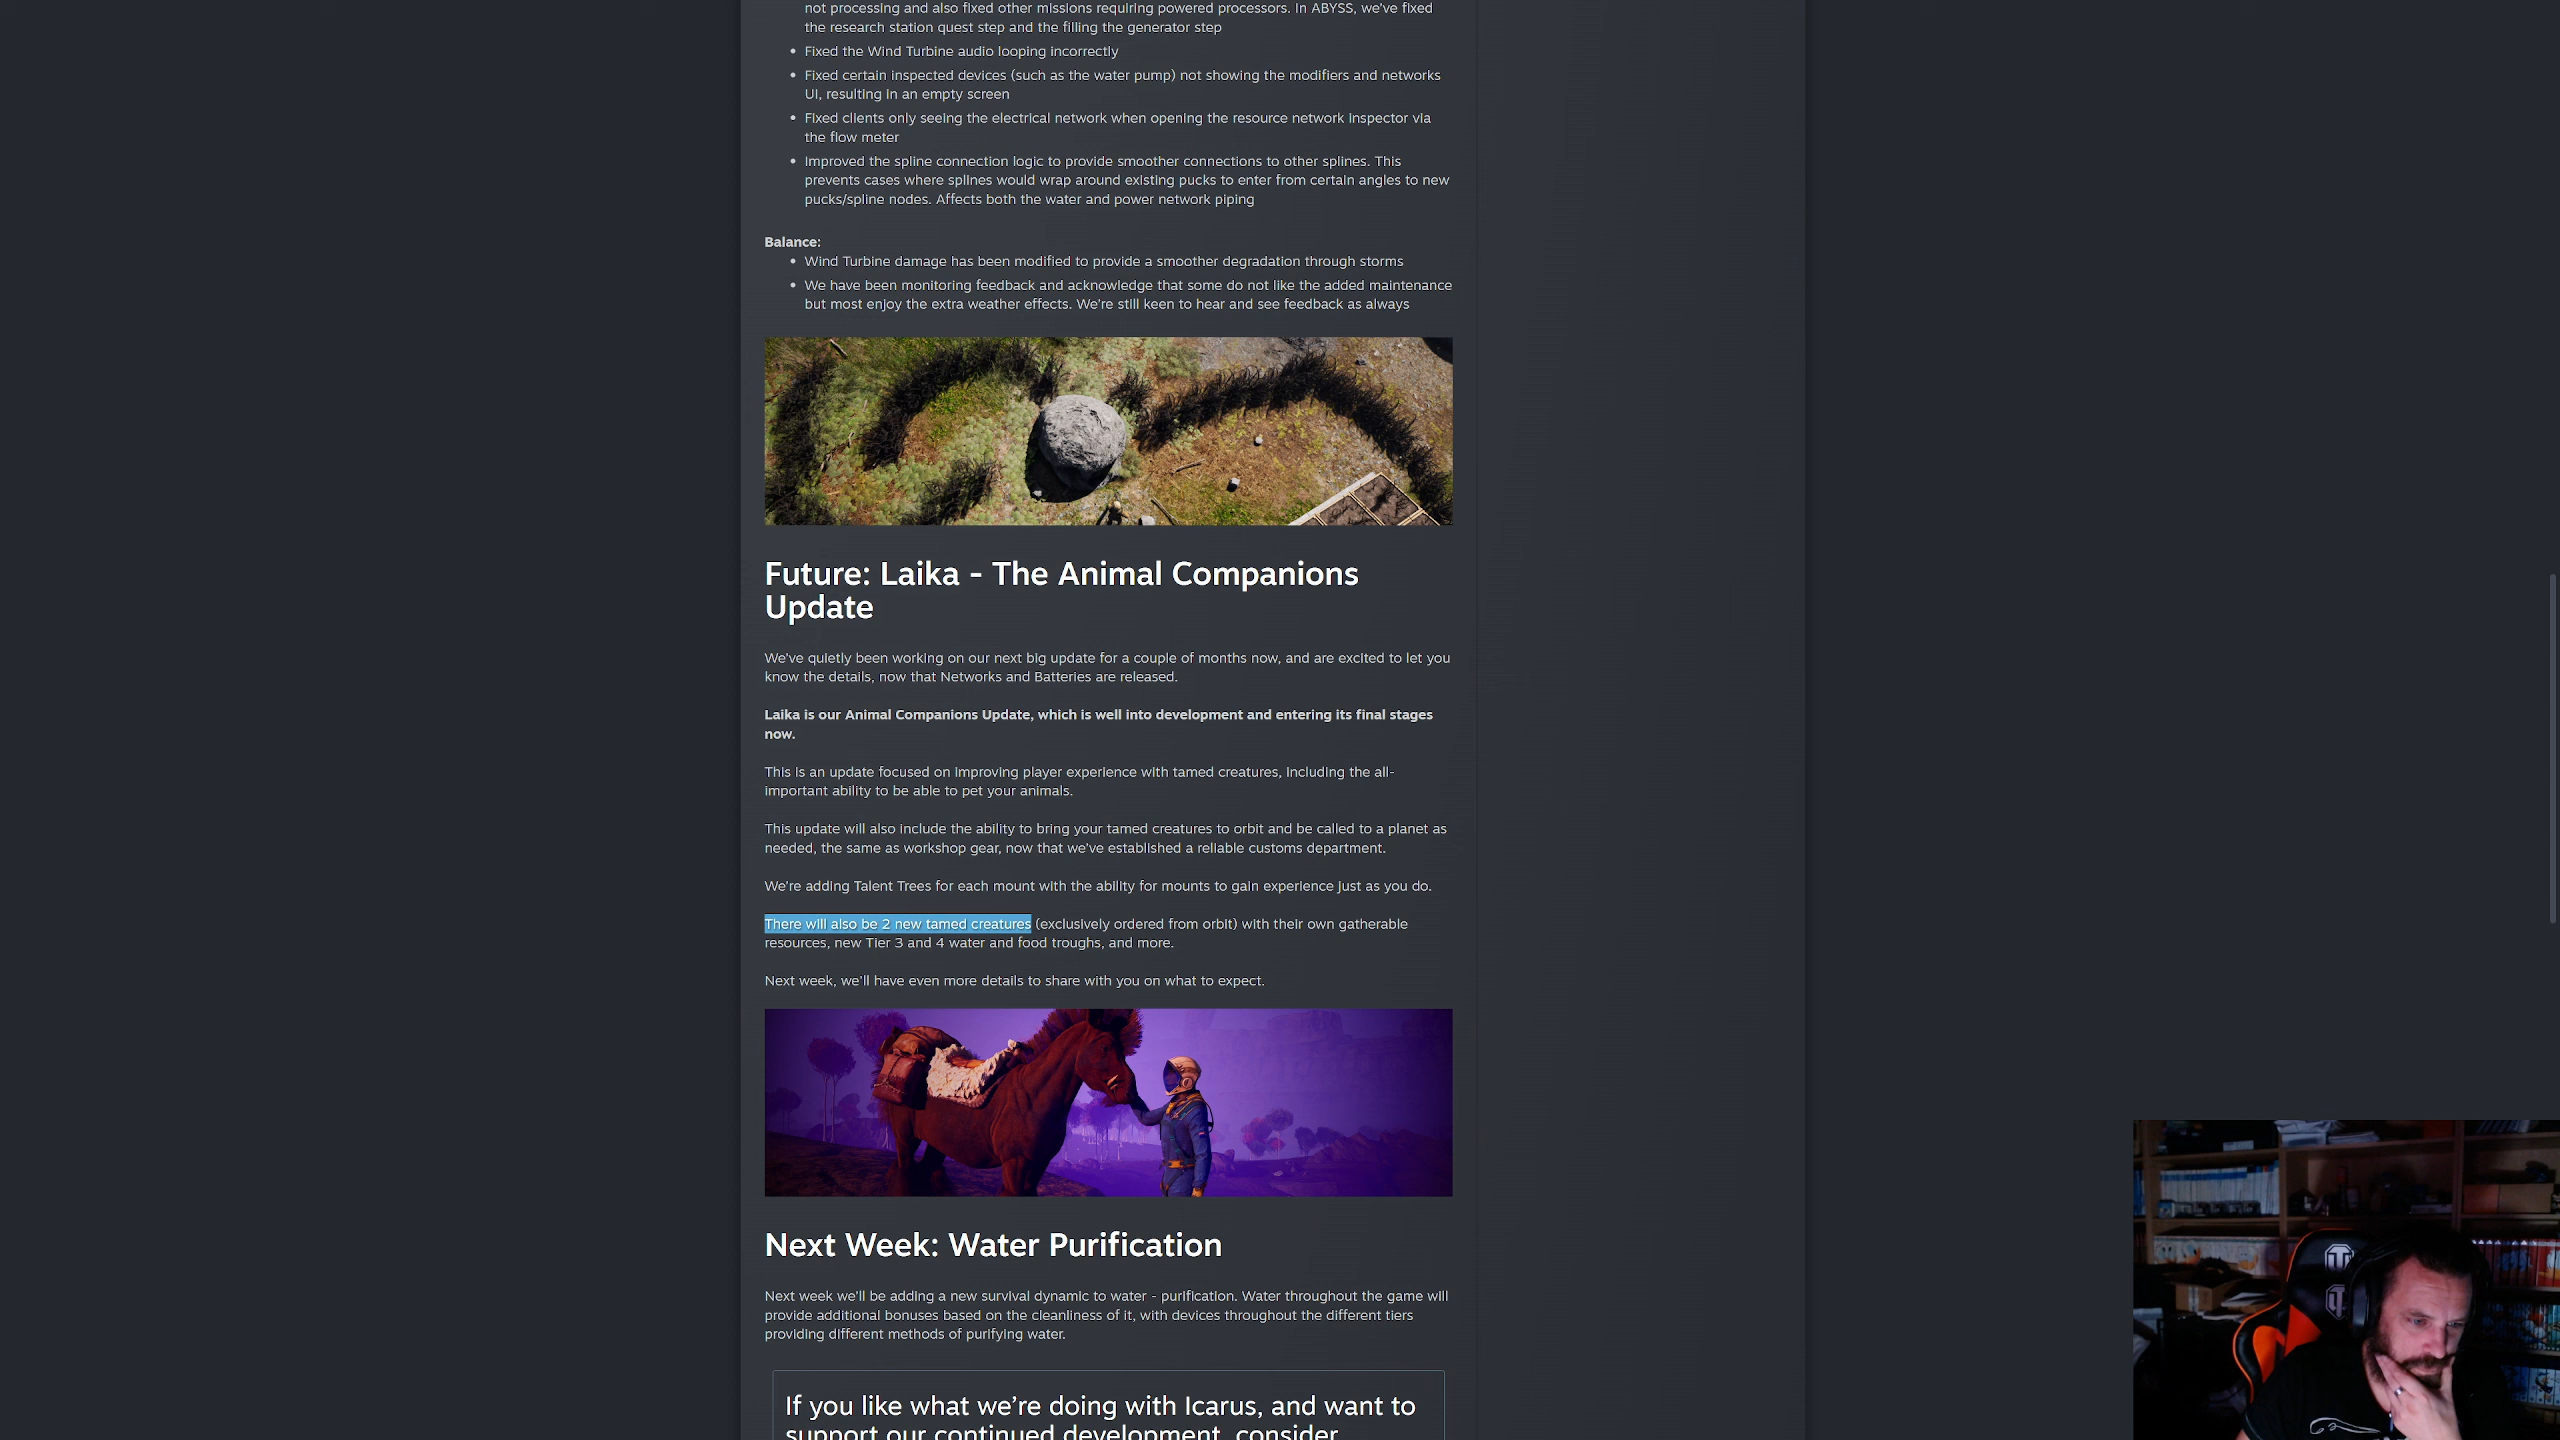 not processing and also fixed other missions requiring powered processors. In ABYSS, we've fixed
the research station quest step and the filling the generator step
• Fixed the Wind Turbine audio looping incorrectly
• Fixed certain inspected devices (such as the water pump) not showing the modifiers and networks
UI, resulting in an empty screen
• Fixed clients only seeing the electrical network when opening the resource network inspector via
the flow meter
• Improved the spline connection logic to provide smoother connections to other splines. This
prevents cases where splines would wrap around existing pucks to enter from certain angles to new
pucks/spline nodes. Affects both the water and power network piping
Balance:
• Wind Turbine damage has been modified to provide a smoother degradation through storms
• We have been monitoring feedback and acknowledge that some do not like the added maintenance
but most enjoy the extra weather effects. We're still keen to hear and see feedback as always
Future: Laika - The Animal Companions
Update
We've quietly been working on our next big update for a couple of months now, and are excited to let you
know the details, now that Networks and Batteries are released.
Laika is our Animal Companions Update, which is well into development and entering its final stages
now.
This is an update focused on improving player experience with tamed creatures, including the all-
important ability to be able to pet your animals.
This update will also include the ability to bring your tamed creatures to orbit and be called to a planet as
needed, the same as workshop gear, now that we've established a reliable customs department.
We're adding Talent Trees for each mount with the ability for mounts to gain experience just as you do.
There will also be 2 new tamed creatures (exclusively ordered from orbit) with their own gatherable
resources, new Tier 3 and 4 water and food troughs, and more.
Next week, we'll have even more details to share with you on what to expect.
Next Week: Water Purification
Next week we'll be adding a new survival dynamic to water - purification. Water throughout the game will
provide additional bonuses based on the cleanliness of it, with devices throughout the different tiers
providing different methods of purifying water.
If you like what we're doing with Icarus, and want to
support our continued development, consider